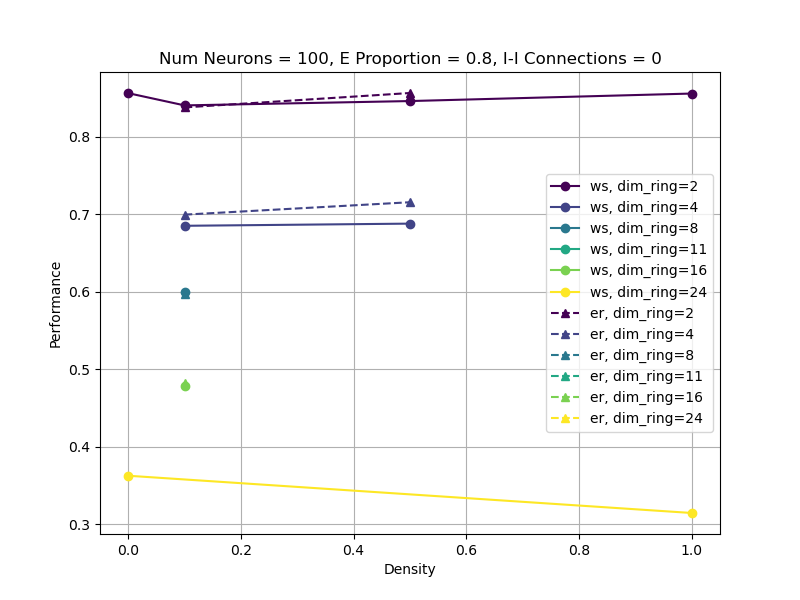 Num Neurons = 100, E Proportion = 0.8, I-I Connections = 0
Performance
0.8
0.7
0.6
0.5
0.4
0.3
ws, dim_ring=2
ws, dim_ring=4
ws, dim_ring=8
ws, dim_ring=11
ws, dim_ring=16
ws, dim_ring=24
er, dim_ring=2
er, dim_ring=4
er, dim_ring=8
er, dim_ring=11
er, dim_ring=16
er, dim_ring=24
0.0 0.2 0.4 0.6 0.8 1.0
Density